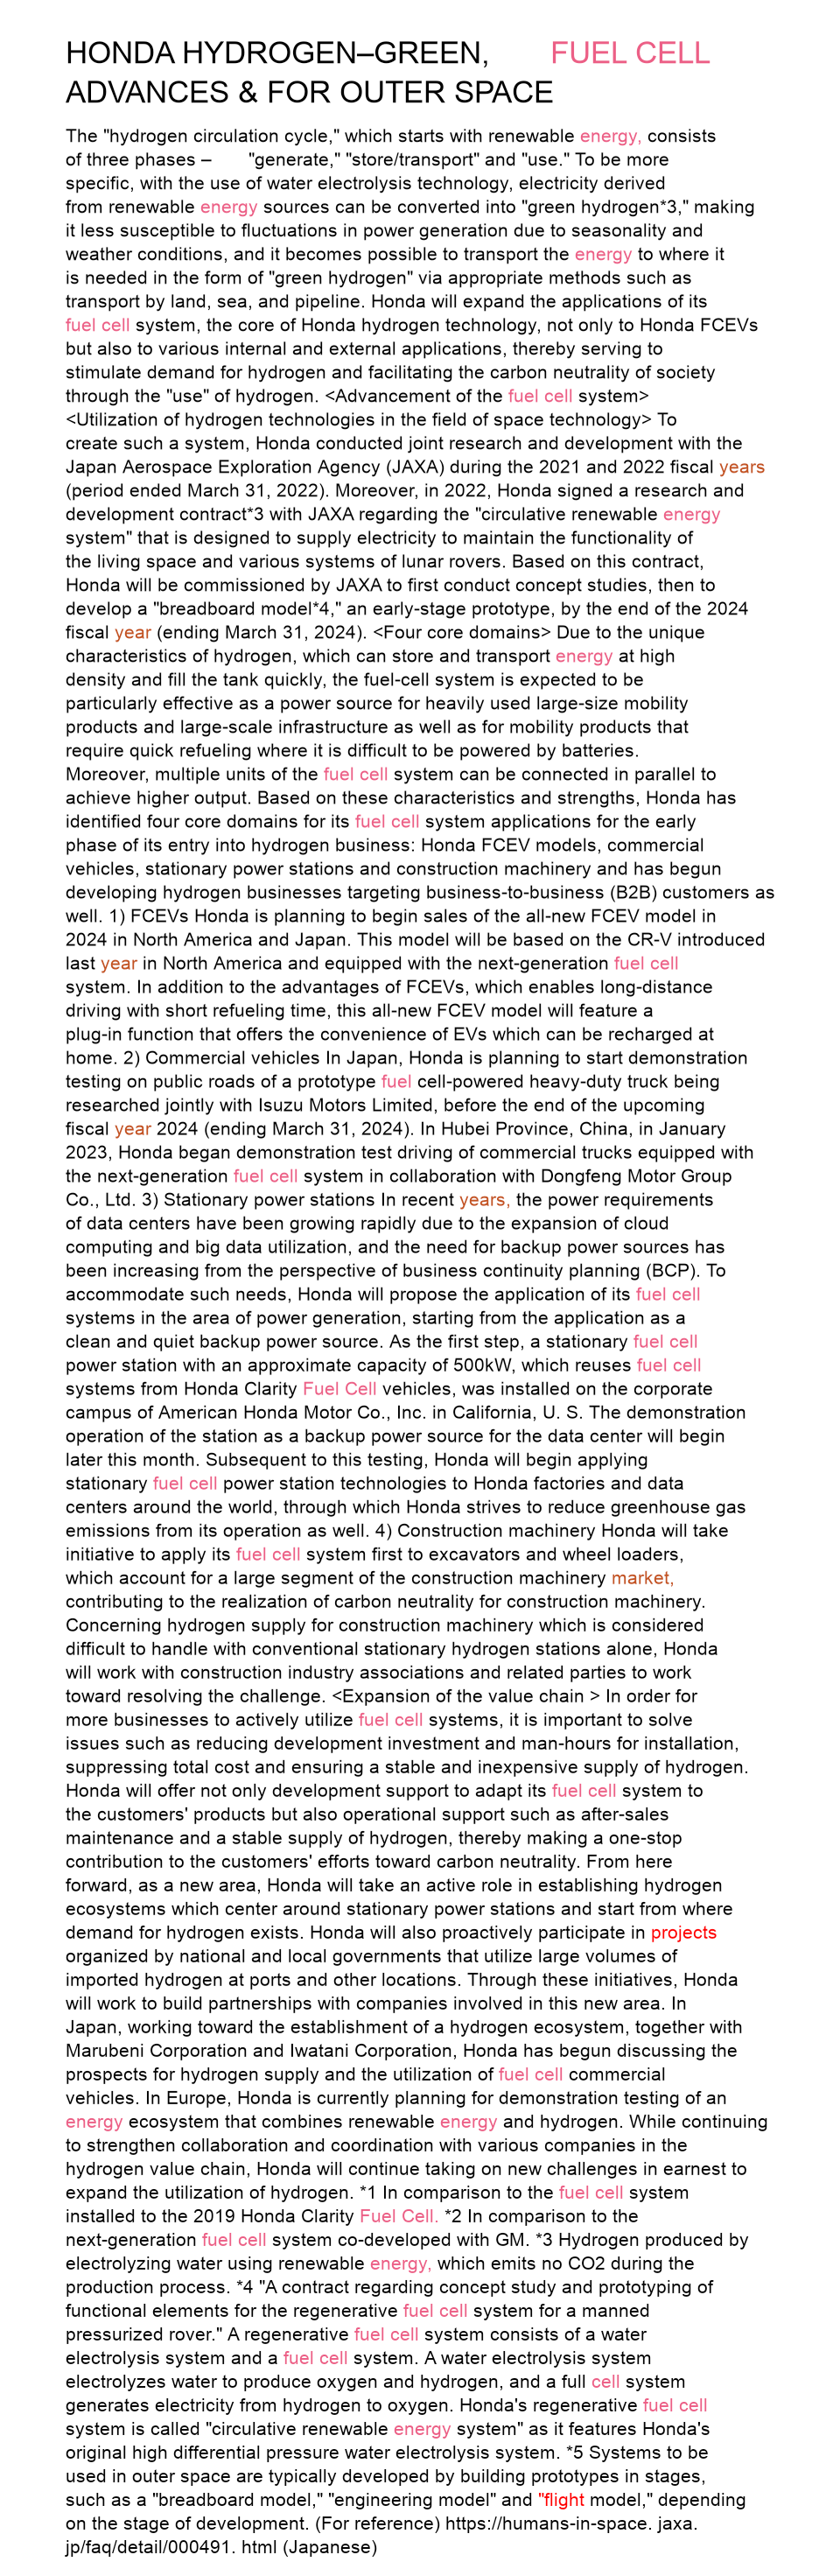 HONDA HYDROGEN–GREEN, FUEL CELL
ADVANCES & FOR OUTER SPACE
The "hydrogen circulation cycle," which starts with renewable energy, consists
of three phases – "generate," "store/transport" and "use." To be more
specific, with the use of water electrolysis technology, electricity derived
from renewable energy sources can be converted into "green hydrogen*3," making
it less susceptible to fluctuations in power generation due to seasonality and
weather conditions, and it becomes possible to transport the energy to where it
is needed in the form of "green hydrogen" via appropriate methods such as
transport by land, sea, and pipeline. Honda will expand the applications of its
fuel cell system, the core of Honda hydrogen technology, not only to Honda FCEVs
but also to various internal and external applications, thereby serving to
stimulate demand for hydrogen and facilitating the carbon neutrality of society
through the "use" of hydrogen. <Advancement of the fuel cell system>
<Utilization of hydrogen technologies in the field of space technology> To
create such a system, Honda conducted joint research and development with the
Japan Aerospace Exploration Agency (JAXA) during the 2021 and 2022 fiscal years
(period ended March 31, 2022). Moreover, in 2022, Honda signed a research and
development contract*3 with JAXA regarding the "circulative renewable energy
system" that is designed to supply electricity to maintain the functionality of
the living space and various systems of lunar rovers. Based on this contract,
Honda will be commissioned by JAXA to first conduct concept studies, then to
develop a "breadboard model*4," an early-stage prototype, by the end of the 2024
fiscal year (ending March 31, 2024). <Four core domains> Due to the unique
characteristics of hydrogen, which can store and transport energy at high
density and fill the tank quickly, the fuel-cell system is expected to be
particularly effective as a power source for heavily used large-size mobility
products and large-scale infrastructure as well as for mobility products that
require quick refueling where it is difficult to be powered by batteries.
Moreover, multiple units of the fuel cell system can be connected in parallel to
achieve higher output. Based on these characteristics and strengths, Honda has
identified four core domains for its fuel cell system applications for the early
phase of its entry into hydrogen business: Honda FCEV models, commercial
vehicles, stationary power stations and construction machinery and has begun
developing hydrogen businesses targeting business-to-business (B2B) customers as
well. 1) FCEVs Honda is planning to begin sales of the all-new FCEV model in
2024 in North America and Japan. This model will be based on the CR-V introduced
last year in North America and equipped with the next-generation fuel cell
system. In addition to the advantages of FCEVs, which enables long-distance
driving with short refueling time, this all-new FCEV model will feature a
plug-in function that offers the convenience of EVs which can be recharged at
home. 2) Commercial vehicles In Japan, Honda is planning to start demonstration
testing on public roads of a prototype fuel cell-powered heavy-duty truck being
researched jointly with Isuzu Motors Limited, before the end of the upcoming
fiscal year 2024 (ending March 31, 2024). In Hubei Province, China, in January
2023, Honda began demonstration test driving of commercial trucks equipped with
the next-generation fuel cell system in collaboration with Dongfeng Motor Group
Co., Ltd. 3) Stationary power stations In recent years, the power requirements
of data centers have been growing rapidly due to the expansion of cloud
computing and big data utilization, and the need for backup power sources has
been increasing from the perspective of business continuity planning (BCP). To
accommodate such needs, Honda will propose the application of its fuel cell
systems in the area of power generation, starting from the application as a
clean and quiet backup power source. As the first step, a stationary fuel cell
power station with an approximate capacity of 500kW, which reuses fuel cell
systems from Honda Clarity Fuel Cell vehicles, was installed on the corporate
campus of American Honda Motor Co., Inc. in California, U. S. The demonstration
operation of the station as a backup power source for the data center will begin
later this month. Subsequent to this testing, Honda will begin applying
stationary fuel cell power station technologies to Honda factories and data
centers around the world, through which Honda strives to reduce greenhouse gas
emissions from its operation as well. 4) Construction machinery Honda will take
initiative to apply its fuel cell system first to excavators and wheel loaders,
which account for a large segment of the construction machinery market,
contributing to the realization of carbon neutrality for construction machinery.
Concerning hydrogen supply for construction machinery which is considered
difficult to handle with conventional stationary hydrogen stations alone, Honda
will work with construction industry associations and related parties to work
toward resolving the challenge. <Expansion of the value chain > In order for
more businesses to actively utilize fuel cell systems, it is important to solve
issues such as reducing development investment and man-hours for installation,
suppressing total cost and ensuring a stable and inexpensive supply of hydrogen.
Honda will offer not only development support to adapt its fuel cell system to
the customers' products but also operational support such as after-sales
maintenance and a stable supply of hydrogen, thereby making a one-stop
contribution to the customers' efforts toward carbon neutrality. From here
forward, as a new area, Honda will take an active role in establishing hydrogen
ecosystems which center around stationary power stations and start from where
demand for hydrogen exists. Honda will also proactively participate in projects
organized by national and local governments that utilize large volumes of
imported hydrogen at ports and other locations. Through these initiatives, Honda
will work to build partnerships with companies involved in this new area. In
Japan, working toward the establishment of a hydrogen ecosystem, together with
Marubeni Corporation and Iwatani Corporation, Honda has begun discussing the
prospects for hydrogen supply and the utilization of fuel cell commercial
vehicles. In Europe, Honda is currently planning for demonstration testing of an
energy ecosystem that combines renewable energy and hydrogen. While continuing
to strengthen collaboration and coordination with various companies in the
hydrogen value chain, Honda will continue taking on new challenges in earnest to
expand the utilization of hydrogen. *1 In comparison to the fuel cell system
installed to the 2019 Honda Clarity Fuel Cell. *2 In comparison to the
next-generation fuel cell system co-developed with GM. *3 Hydrogen produced by
electrolyzing water using renewable energy, which emits no CO2 during the
production process. *4 "A contract regarding concept study and prototyping of
functional elements for the regenerative fuel cell system for a manned
pressurized rover." A regenerative fuel cell system consists of a water
electrolysis system and a fuel cell system. A water electrolysis system
electrolyzes water to produce oxygen and hydrogen, and a full cell system
generates electricity from hydrogen to oxygen. Honda's regenerative fuel cell
system is called "circulative renewable energy system" as it features Honda's
original high differential pressure water electrolysis system. *5 Systems to be
used in outer space are typically developed by building prototypes in stages,
such as a "breadboard model," "engineering model" and "flight model," depending
on the stage of development. (For reference) https://humans-in-space. jaxa.
jp/faq/detail/000491. html (Japanese)